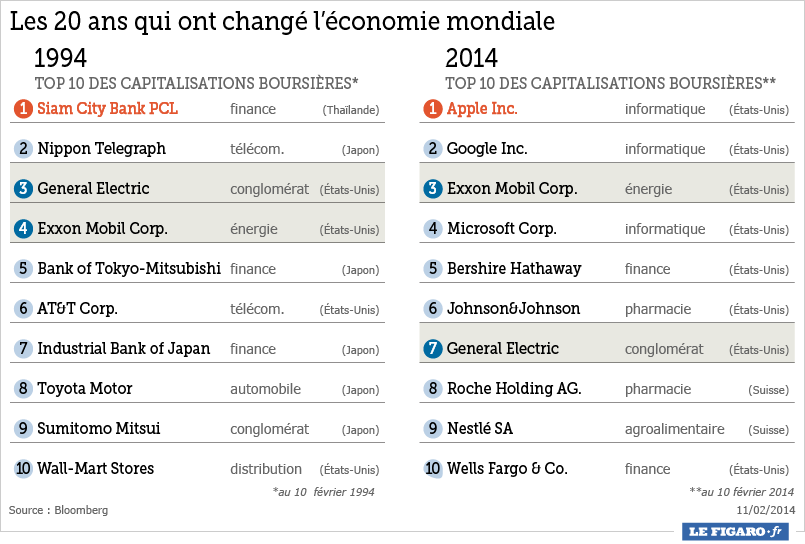 Les 20 ans qui ont changé l'économie mondiale
1994
TOP 10 DES CAPITALISATIONS BOURSIÈRES*
1 Siam City Bank PCL finance (Thaïlande)
2 Nippon Telegraph télécom. (Japon)
3 General Electric conglomérat (États-Unis)
4 Exxon Mobil Corp. énergie (États-Unis)
5 Bank of Tokyo-Mitsubishi finance (Japon)
6 AT&T Corp. télécom. (États-Unis)
7 Industrial Bank of Japan finance (Japon)
8 Toyota Motor automobile (Japon)
9 Sumitomo Mitsui conglomérat (Japon)
10 Wall-Mart Stores distribution (États-Unis)
*au 10 février 1994
2014
TOP 10 DES CAPITALISATIONS BOURSIÈRES**
1 Apple Inc. informatique (États-Unis)
2 Google Inc. informatique (États-Unis)
3 Exxon Mobil Corp. énergie (États-Unis)
4 Microsoft Corp. informatique (États-Unis)
5 Bershire Hathaway finance (États-Unis)
6 Johnson&Johnson pharmacie (États-Unis)
7 General Electric conglomérat (États-Unis)
8 Roche Holding AG. pharmacie (Suisse)
9 Nestlé SA agroalimentaire (Suisse)
10 Wells Fargo & Co. finance (États-Unis)
**au 10 février 2014
Source : Bloomberg
11/02/2014
LE FIGARO·fr